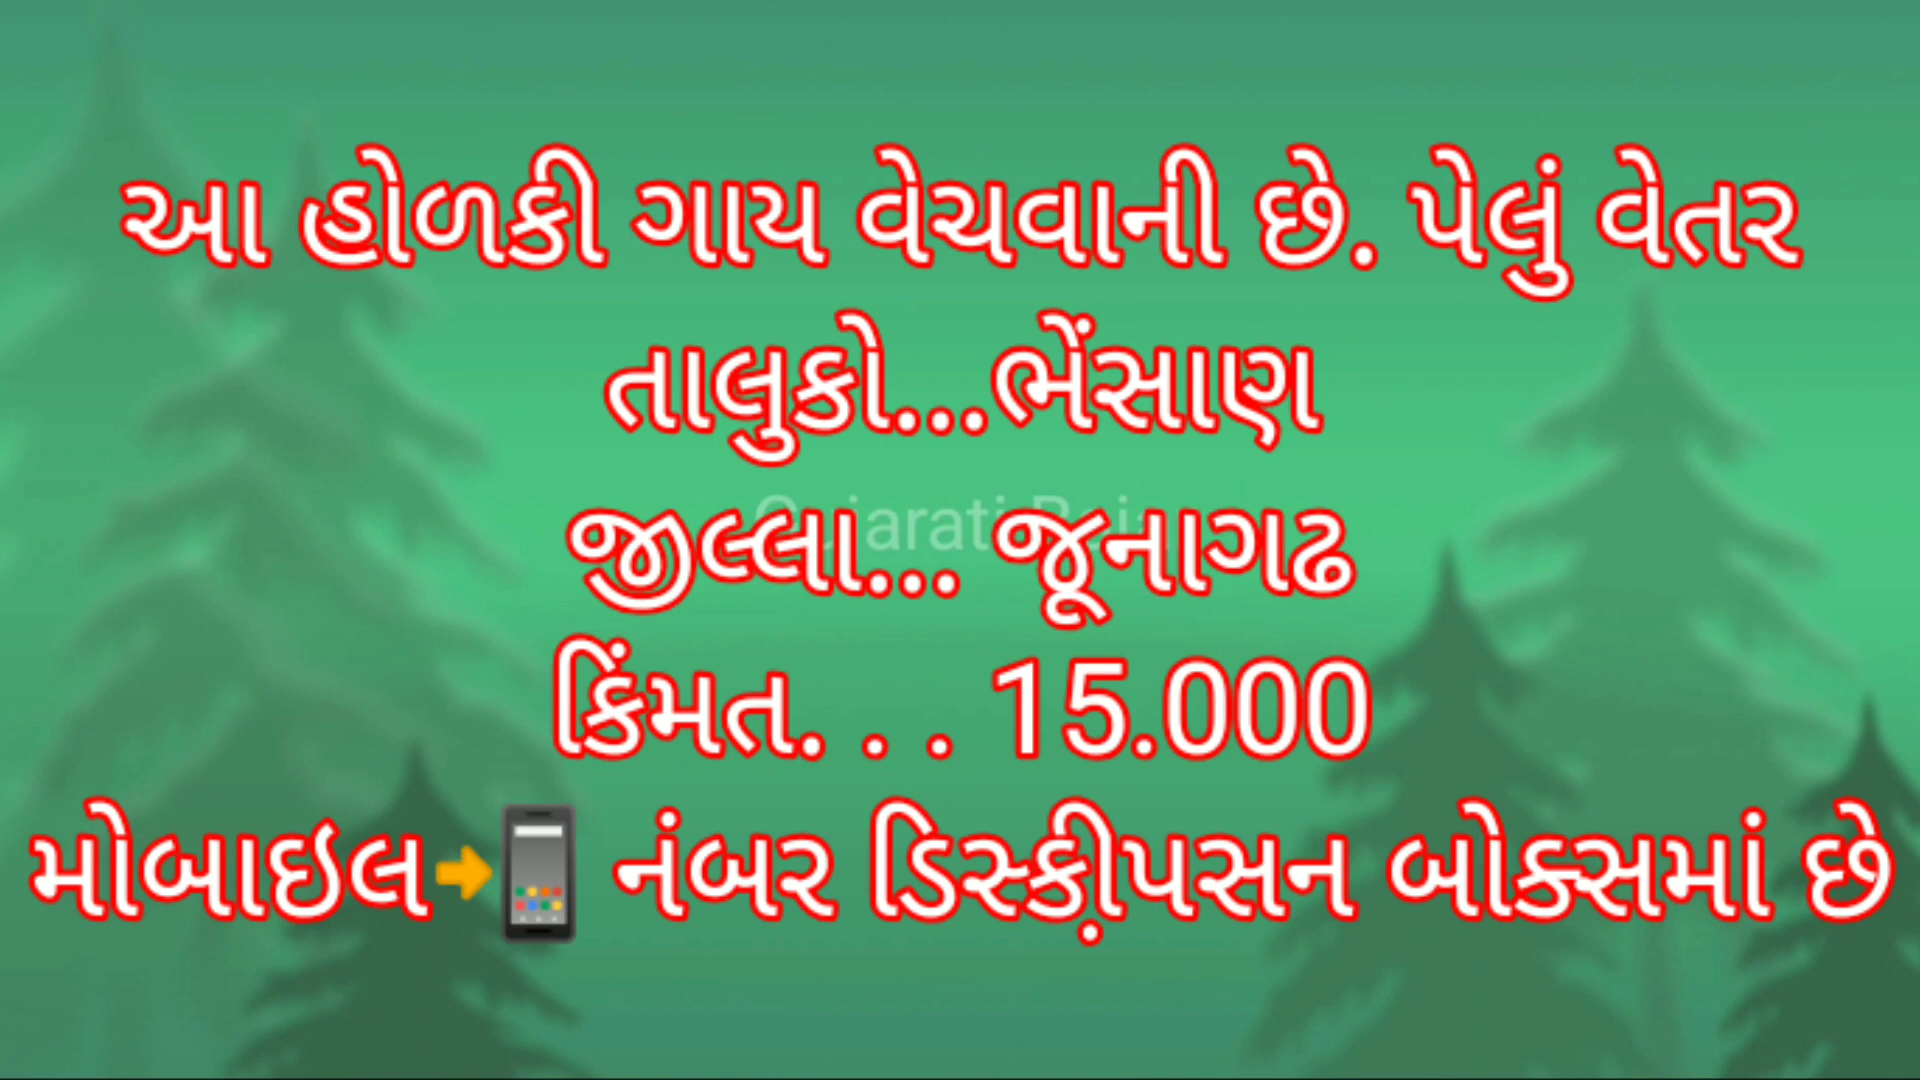 આ હોળકી ગાય વેચવાની છે. પેલું વેતર
તાલુકો...ભેંસાણ
જીલ્લા... જૂનાગઢ
કિંમત. . . 15.000
મોબાઇલ➡📱 નંબર ડિસ્કી઼પસન બોક્સમાં છે